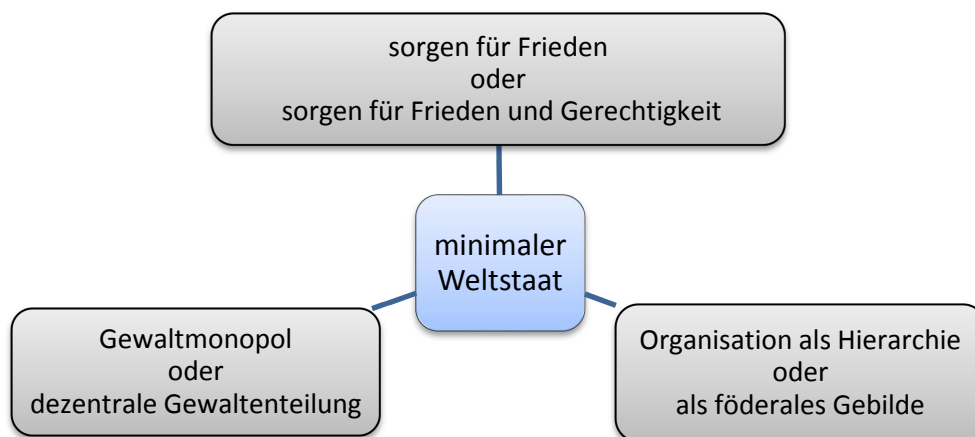 sorgen für Frieden
oder
sorgen für Frieden und Gerechtigkeit
minimaler
Weltstaat
Gewaltmonopol
oder
dezentrale Gewaltenteilung
Organisation als Hierarchie
oder
als föderales Gebilde